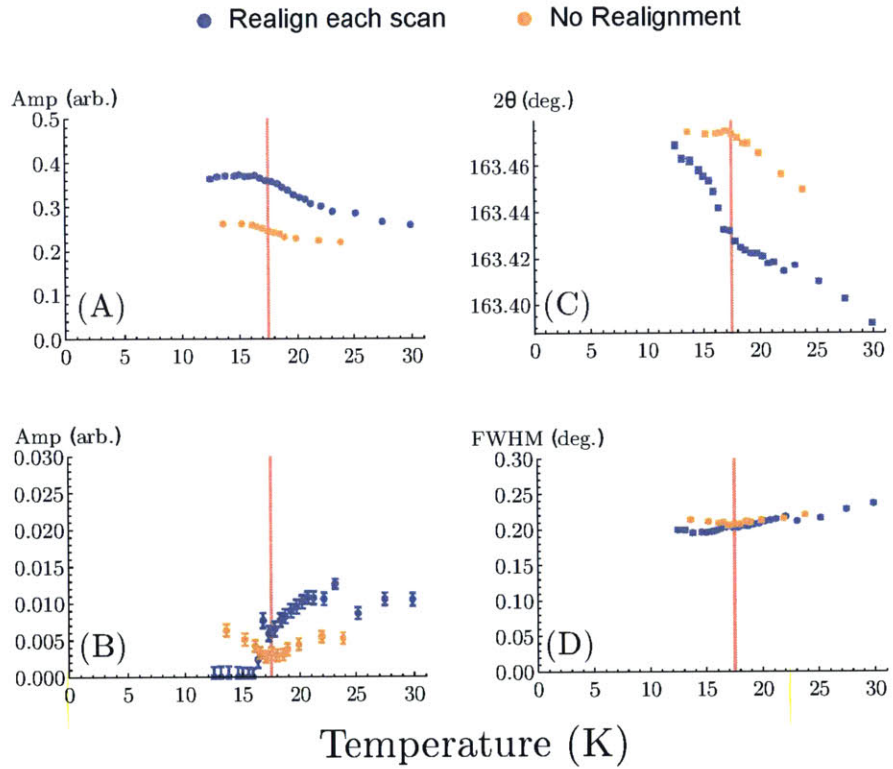 Realign each scan No Realignment
Amp (arb.)
0.5
0.4
0.3
0.2
0.1
0.0
(A)
0 5 10 15 20 25 30
2θ (deg.)
163.46
163.44
163.42
163.40
(C)
0 5 10 15 20 25 30
Amp (arb.)
0.030
0.025
0.020
0.015
0.010
0.005
0.000
(B)
0 5 10 15 20 25 30
FWHM (deg.)
0.30
0.25
0.20
0.15
0.10
0.05
0.00
(D)
0 5 10 15 20 25 30
Temperature (K)